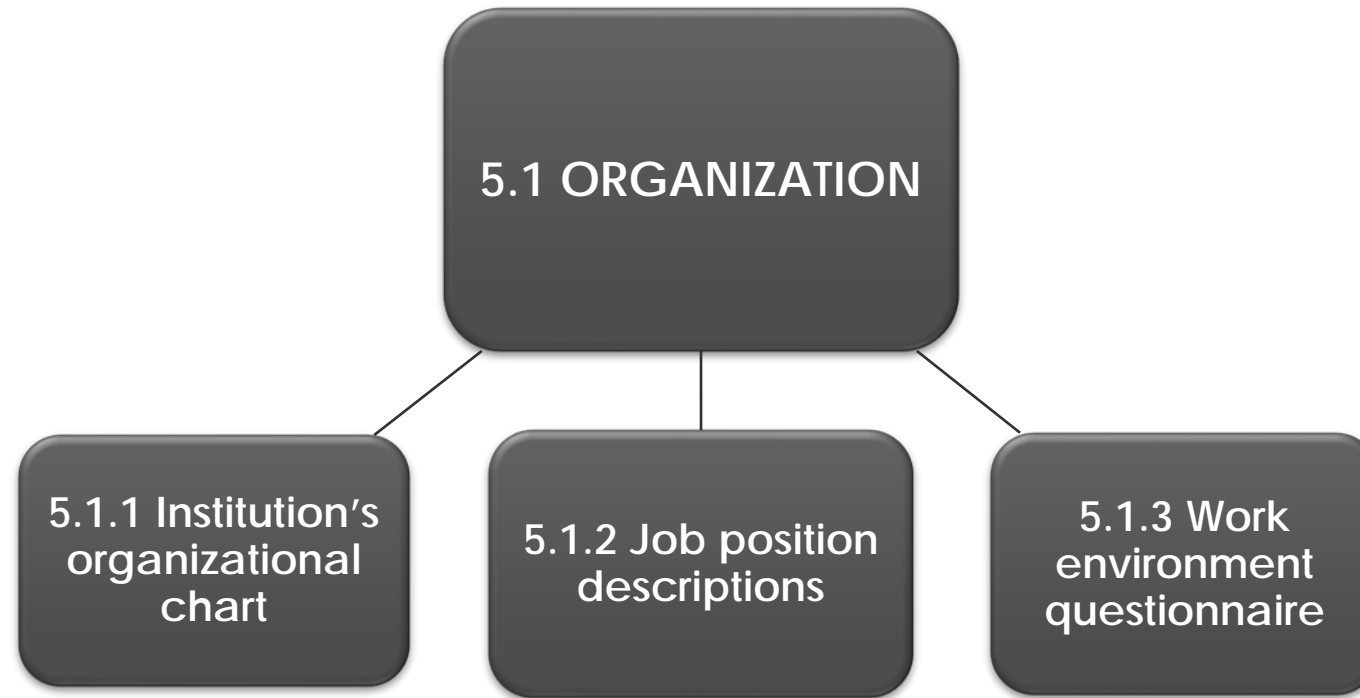 5.1 ORGANIZATION
5.1.1 Institution’s
organizational
chart
5.1.2 Job position
descriptions
5.1.3 Work
environment
questionnaire